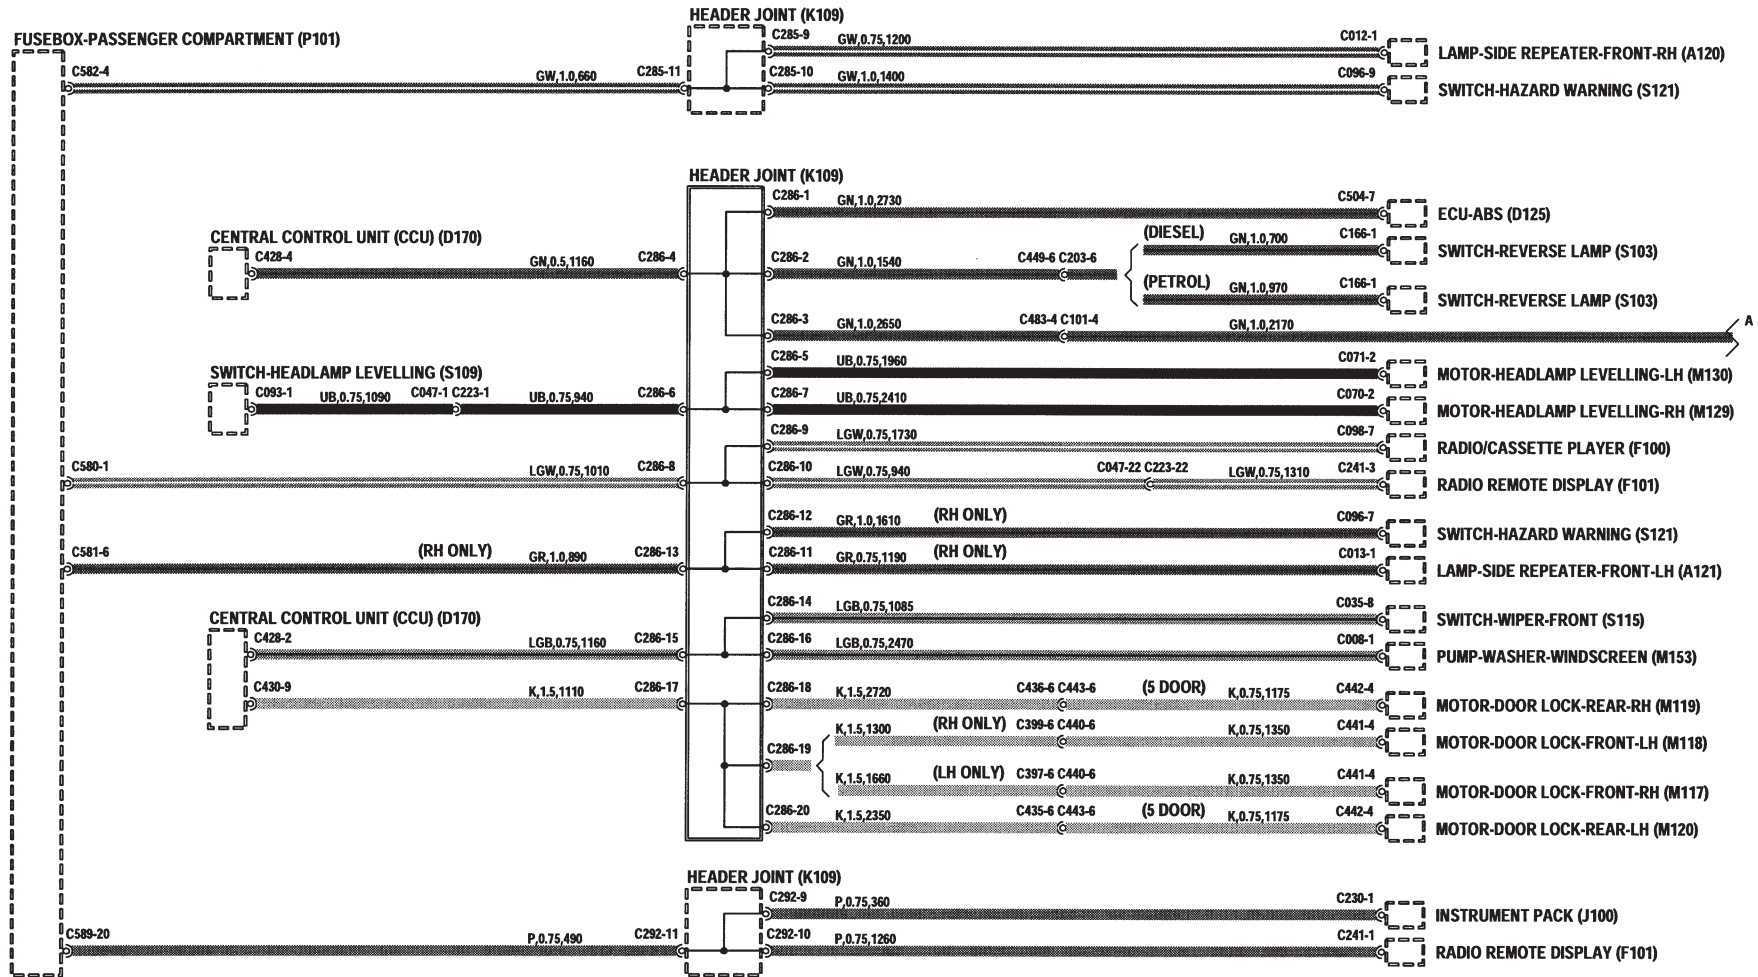 HEADER JOINT (K109)
FUSEBOX-PASSENGER COMPARTMENT (P101)
C285-9 GW,0.75,1200 C012-1 LAMP-SIDE REPEATER-FRONT-RH (A120)
C582-4 GW,1.0,660 C285-11 C285-10 GW,1.0,1400 C096-9 SWITCH-HAZARD WARNING (S121)
HEADER JOINT (K109)
C286-1 GN,1.0,2730 C504-7 ECU-ABS (D125)
CENTRAL CONTROL UNIT (CCU) (D170)
(DIESEL) GN,1.0,700 C166-1 SWITCH-REVERSE LAMP (S103)
C428-4 GN,0.5,1160 C286-4 C286-2 GN,1.0,1540 C449-6 C203-6
(PETROL) GN,1.0,970 C166-1 SWITCH-REVERSE LAMP (S103)
C286-3 GN,1.0,2650 C483-4 C101-4 GN,1.0,2170 A
C286-5 UB,0.75,1960 C071-2 MOTOR-HEADLAMP LEVELLING-LH (M130)
SWITCH-HEADLAMP LEVELLING (S109)
C093-1 UB,0.75,1090 C047-1 C223-1 UB,0.75,940 C286-6 C286-7 UB,0.75,2410 C070-2 MOTOR-HEADLAMP LEVELLING-RH (M129)
C286-9 LGW,0.75,1730 C098-7 RADIO/CASSETTE PLAYER (F100)
C580-1 LGW,0.75,1010 C286-8 C286-10 LGW,0.75,940 C047-22 C223-22 LGW,0.75,1310 C241-3 RADIO REMOTE DISPLAY (F101)
C286-12 GR,1.0,1610 (RH ONLY) C096-7 SWITCH-HAZARD WARNING (S121)
C581-6 (RH ONLY) GR,1.0,890 C286-13 C286-11 GR,0.75,1190 (RH ONLY) C013-1 LAMP-SIDE REPEATER-FRONT-LH (A121)
C286-14 LGB,0.75,1085 C035-8 SWITCH-WIPER-FRONT (S115)
CENTRAL CONTROL UNIT (CCU) (D170)
C428-2 LGB,0.75,1160 C286-15 C286-16 LGB,0.75,2470 C008-1 PUMP-WASHER-WINDSCREEN (M153)
C430-9 K,1.5,1110 C286-17 C286-18 K,1.5,2720 C436-6 C443-6 (5 DOOR) K,0.75,1175 C442-4 MOTOR-DOOR LOCK-REAR-RH (M119)
K,1.5,1300 (RH ONLY) C399-6 C440-6 K,0.75,1350 C441-4 MOTOR-DOOR LOCK-FRONT-LH (M118)
C286-19
K,1.5,1660 (LH ONLY) C397-6 C440-6 K,0.75,1350 C441-4 MOTOR-DOOR LOCK-FRONT-RH (M117)
C286-20 K,1.5,2350 C435-6 C443-6 (5 DOOR) K,0.75,1175 C442-4 MOTOR-DOOR LOCK-REAR-LH (M120)
HEADER JOINT (K109)
C292-9 P,0.75,360 C230-1 INSTRUMENT PACK (J100)
C589-20 P,0.75,490 C292-11 C292-10 P,0.75,1260 C241-1 RADIO REMOTE DISPLAY (F101)